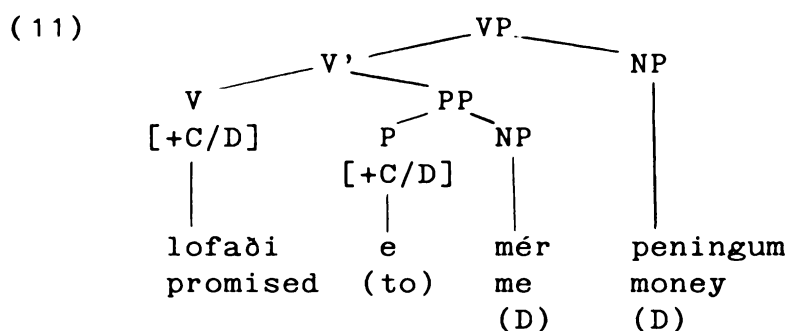 (11) VP
V' NP
V PP
[+C/D] P NP
[+C/D]
lofaði e mér peningum
promised (to) me money
(D) (D)